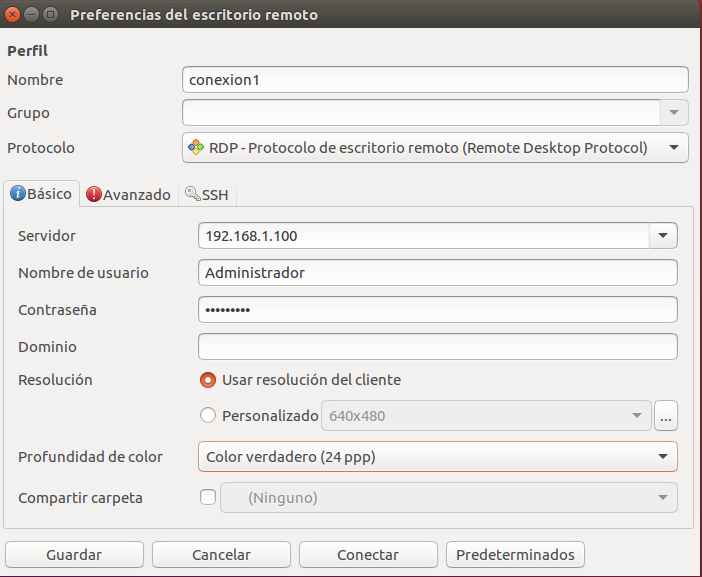 Preferencias del escritorio remoto
Perfil
Nombre conexion1
Grupo
Protocolo RDP - Protocolo de escritorio remoto (Remote Desktop Protocol)
Básico Avanzado SSH
Servidor 192.168.1.100
Nombre de usuario Administrador
Contraseña •••••••••
Dominio
Resolución Usar resolución del cliente
Personalizado 640x480 ...
Profundidad de color Color verdadero (24 ppp)
Compartir carpeta (Ninguno)
Guardar Cancelar Conectar Predeterminados